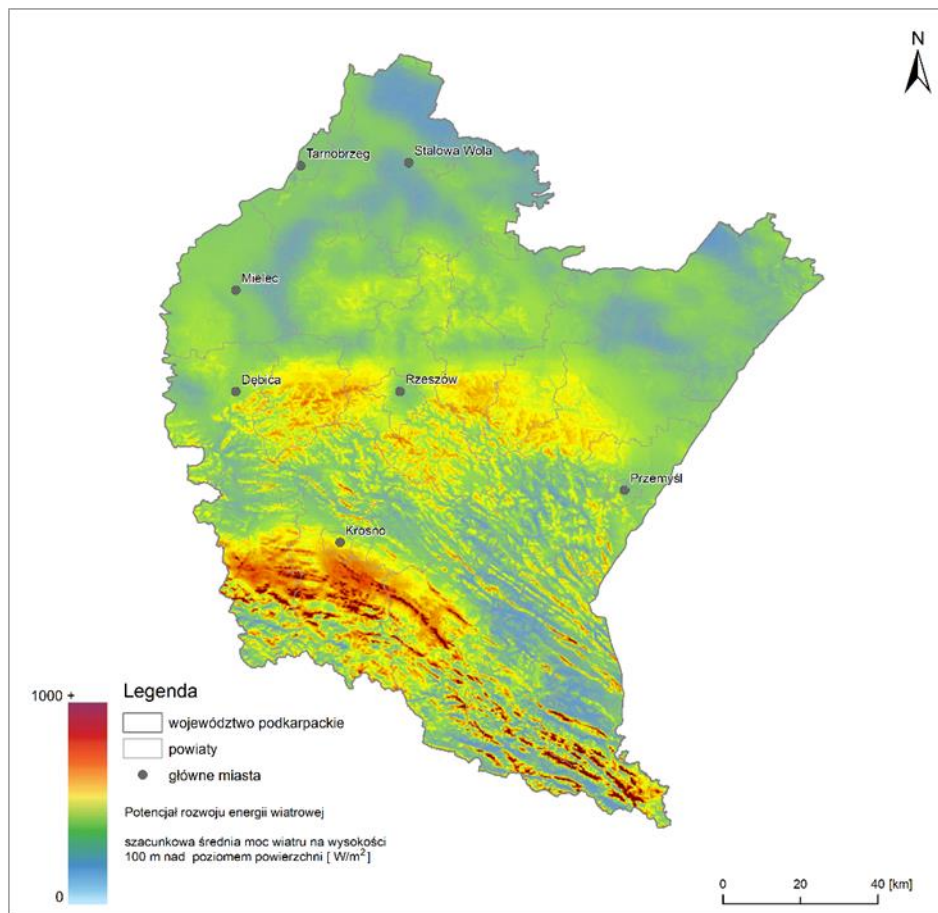 N
Tarnobrzeg
Stalowa Wola
Mielec
Dębica
Rzeszów
Przemyśl
Krosno
1000 +
0
Legenda
województwo podkarpackie
powiaty
główne miasta
Potencjał rozwoju energii wiatrowej
szacunkowa średnia moc wiatru na wysokości
100 m nad poziomem powierzchni [ W/m²]
0 20 40 [km]